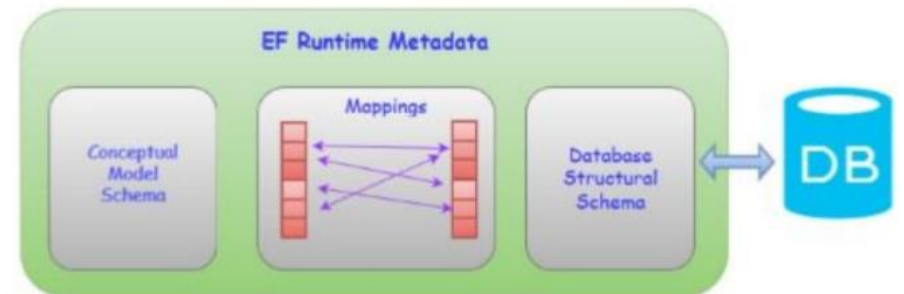 EF Runtime Metadata
Conceptual
Model
Schema
Mappings
Database
Structural
Schema
DB